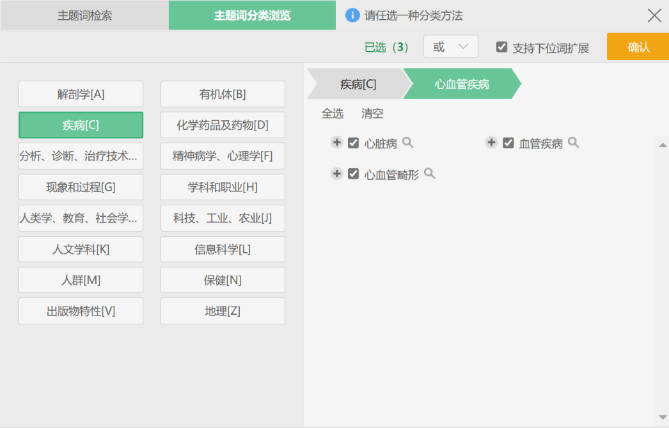 主题词检索 主题词分类浏览 请任选一种分类方法
已选（3） 或 支持下位词扩展 确认
解剖学[A] 有机体[B]
疾病[C] 化学药品及药物[D]
分析、诊断、治疗技术... 精神病学、心理学[F]
现象和过程[G] 学科和职业[H]
人类学、教育、社会学... 科技、工业、农业[J]
人文学科[K] 信息科学[L]
人群[M] 保健[N]
出版物特性[V] 地理[Z]
疾病[C] 心血管疾病
全选 清空
心脏病 血管疾病
心血管畸形